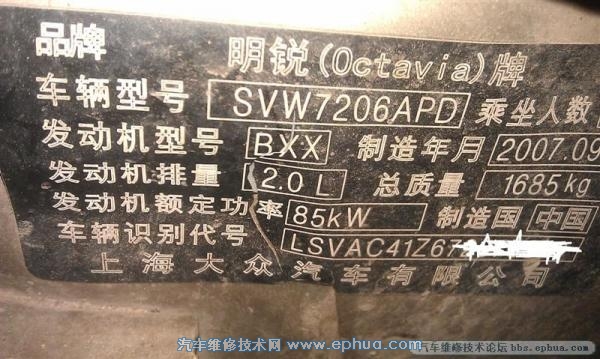 品牌 明锐(Octavia)牌
车辆型号 SVW7206APD 乘坐人数
发动机型号 BXX 制造年月 2007.09
发动机排量 2.0L 总质量 1685kg
发动机额定功率 85kW 制造国 中国
车辆识别代号 LSVAC41Z67
上海大众汽车有限公司
汽车维修技术网 www.ephua.com
汽车维修技术论坛 bbs.ephua.com